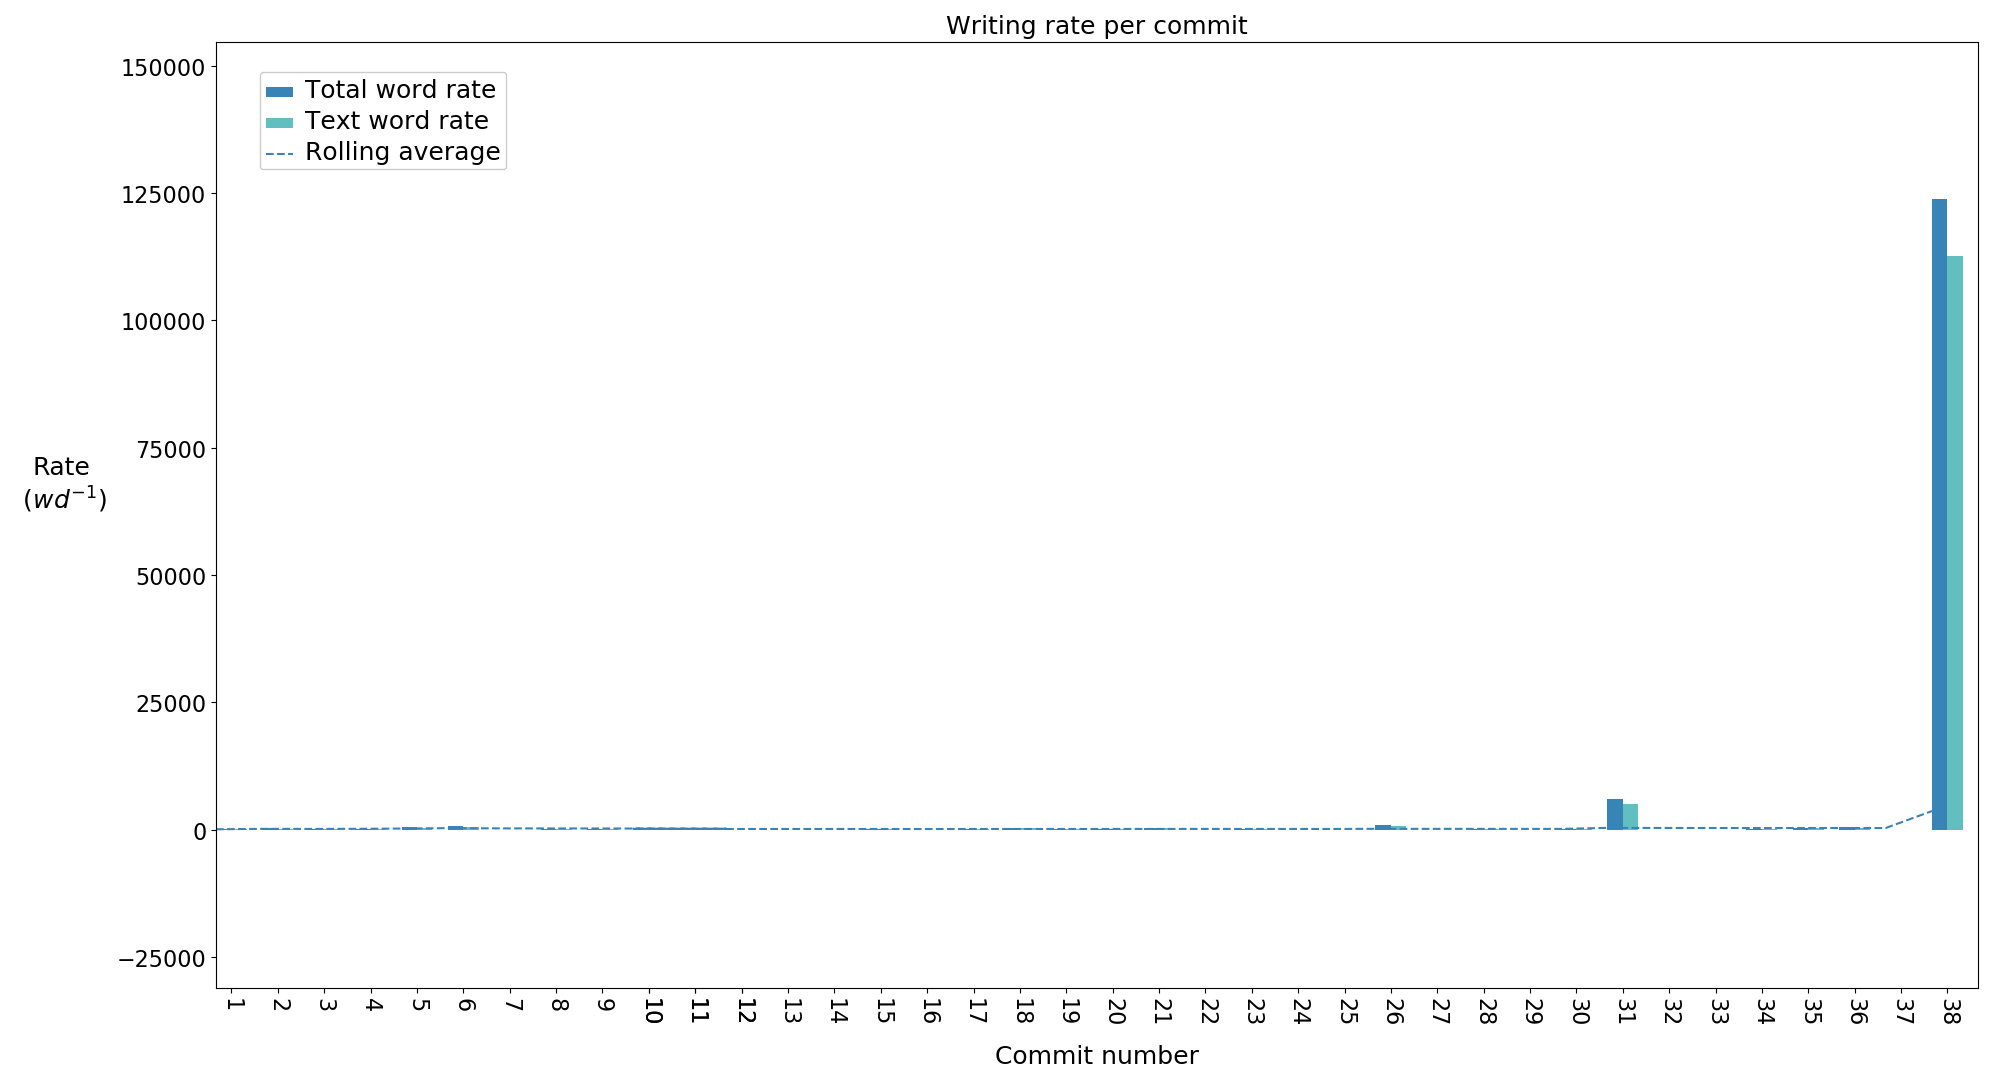 Writing rate per commit
150000
125000
100000
75000
50000
25000
0
−25000
Total word rate
Text word rate
Rolling average
Rate
(wd⁻¹)
1 2 3 4 5 6 7 8 9 10 11 12 13 14 15 16 17 18 19 20 21 22 23 24 25 26 27 28 29 30 31 32 33 34 35 36 37 38
Commit number